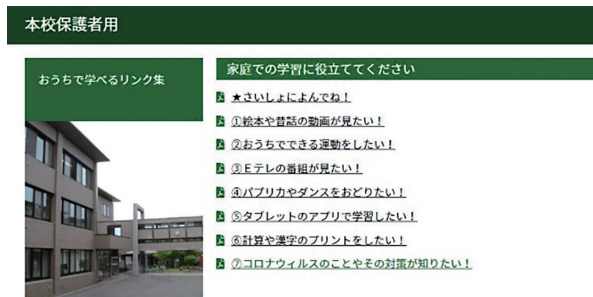 本校保護者用
おうちで学べるリンク集
家庭での学習に役立ててください
★さいしょによんでね！
①絵本や昔話の動画が見たい！
②おうちでできる運動をしたい！
③Ｅテレの番組が見たい！
④パプリカやダンスをおどりたい！
⑤タブレットのアプリで学習したい！
⑥計算や漢字のプリントをしたい！
⑦コロナウィルスのことやその対策が知りたい！